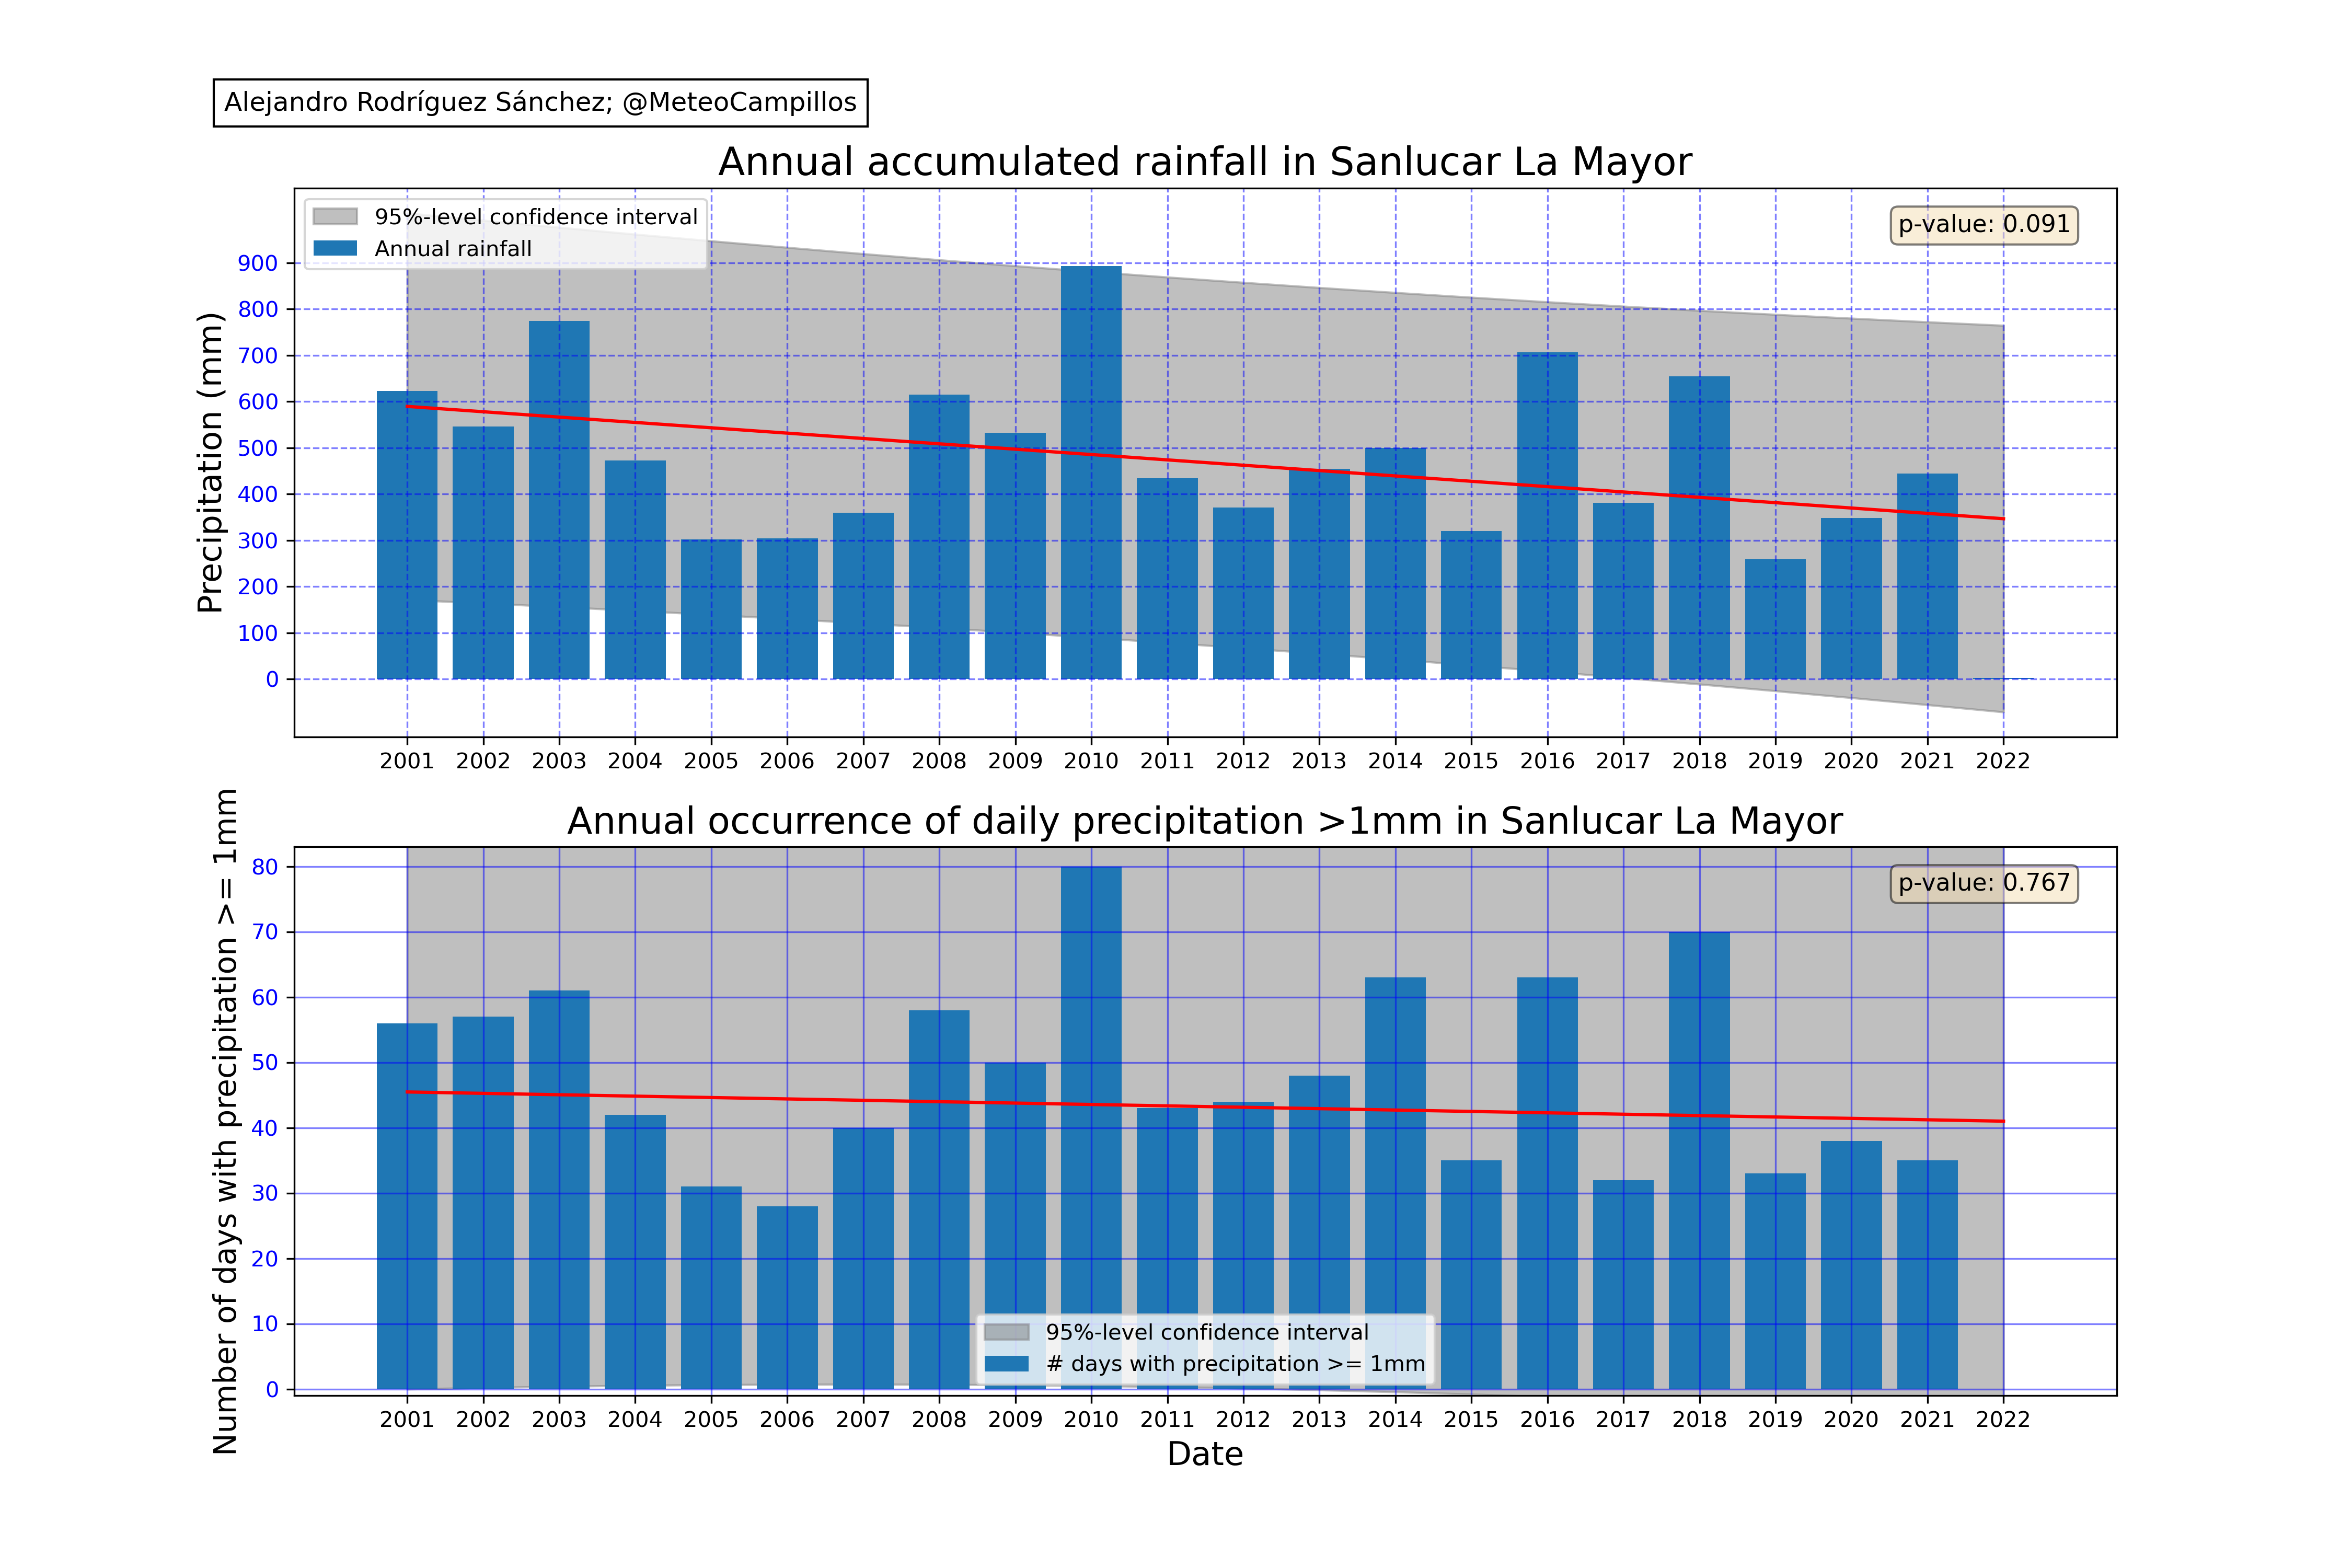 Alejandro Rodríguez Sánchez; @MeteoCampillos
Annual accumulated rainfall in Sanlucar La Mayor
95%-level confidence interval
Annual rainfall
p-value: 0.091
Precipitation (mm)
900
800
700
600
500
400
300
200
100
0
2001 2002 2003 2004 2005 2006 2007 2008 2009 2010 2011 2012 2013 2014 2015 2016 2017 2018 2019 2020 2021 2022
Annual occurrence of daily precipitation >1mm in Sanlucar La Mayor
p-value: 0.767
Number of days with precipitation >= 1mm
80
70
60
50
40
30
20
10
0
95%-level confidence interval
# days with precipitation >= 1mm
2001 2002 2003 2004 2005 2006 2007 2008 2009 2010 2011 2012 2013 2014 2015 2016 2017 2018 2019 2020 2021 2022
Date